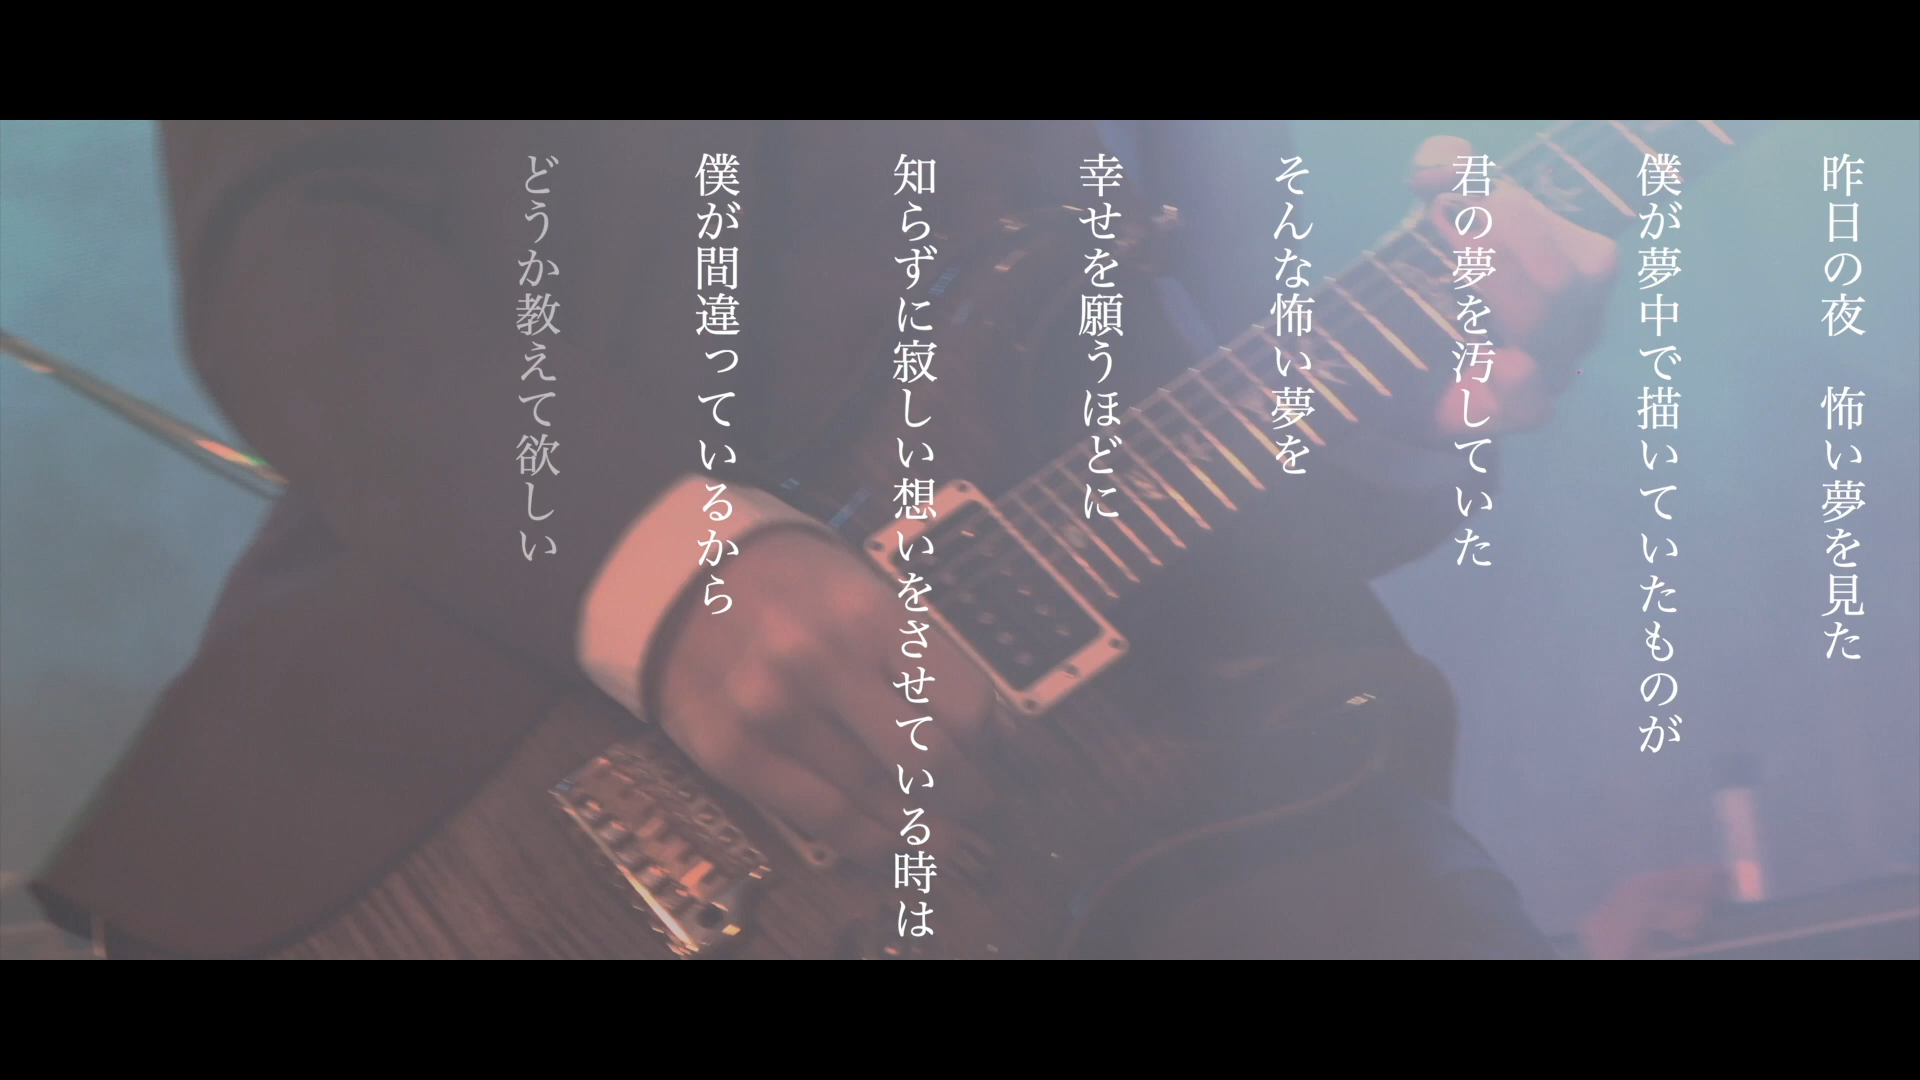 昨日の夜　怖い夢を見た
僕が夢中で描いていたものが
君の夢を汚していた
そんな怖い夢を
幸せを願うほどに
知らずに寂しい想いをさせている時は
僕が間違っているから
どうか教えて欲しい